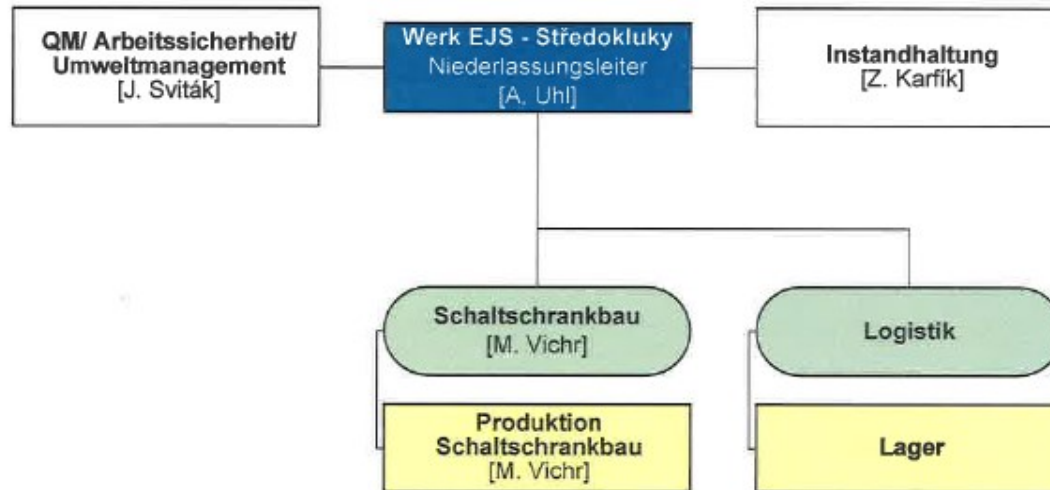 QM/ Arbeitssicherheit/
Umweltmanagement
[J. Sviták]
Werk EJS - Středokluky
Niederlassungsleiter
[A. Uhl]
Instandhaltung
[Z. Karfík]
Schaltschrankbau
[M. Vichr]
Logistik
Produktion
Schaltschrankbau
[M. Vichr]
Lager